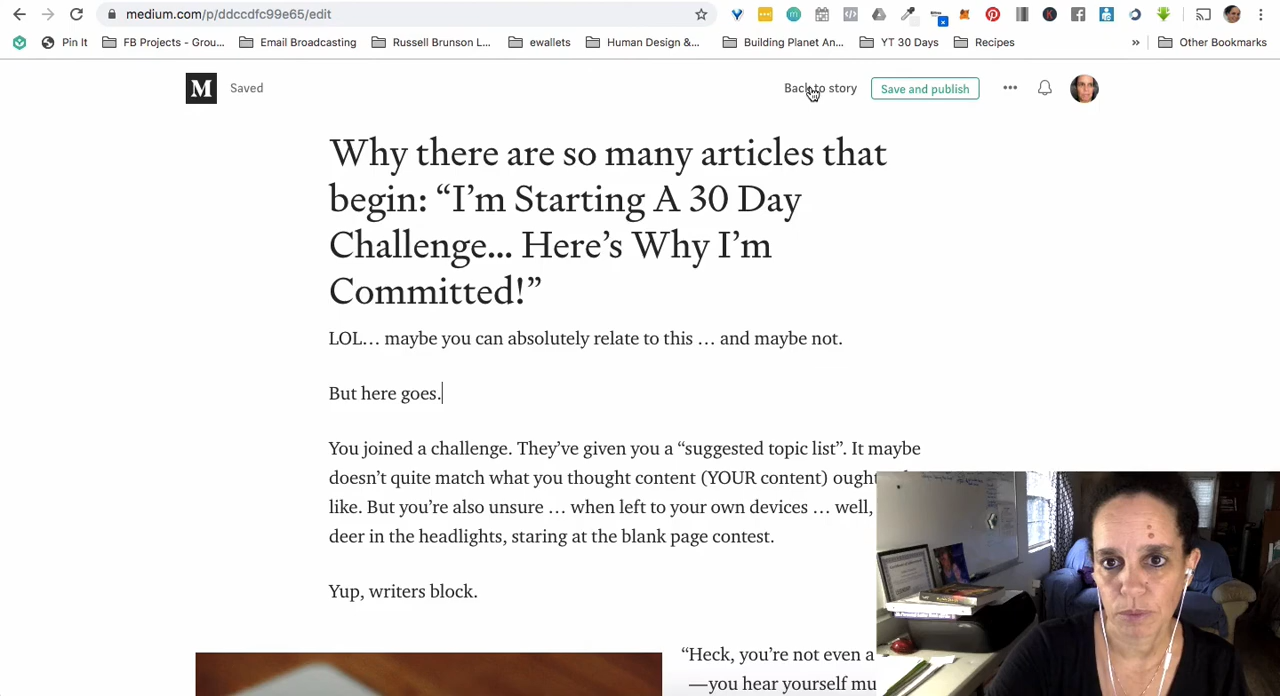 medium.com/p/ddccdfc99e65/edit
Pin It
FB Projects - Grou...
Email Broadcasting
Russell Brunson L...
ewallets
Human Design &...
Building Planet An...
YT 30 Days
Recipes
»
Other Bookmarks
M
Saved
Back to story
Save and publish
Why there are so many articles that
begin: “I’m Starting A 30 Day
Challenge… Here’s Why I’m
Committed!”
LOL… maybe you can absolutely relate to this … and maybe not.
But here goes.
You joined a challenge. They’ve given you a “suggested topic list”. It maybe
doesn’t quite match what you thought content (YOUR content) ought
like. But you’re also unsure … when left to your own devices … well,
deer in the headlights, staring at the blank page contest.
Yup, writers block.
“Heck, you’re not even a
—you hear yourself mu